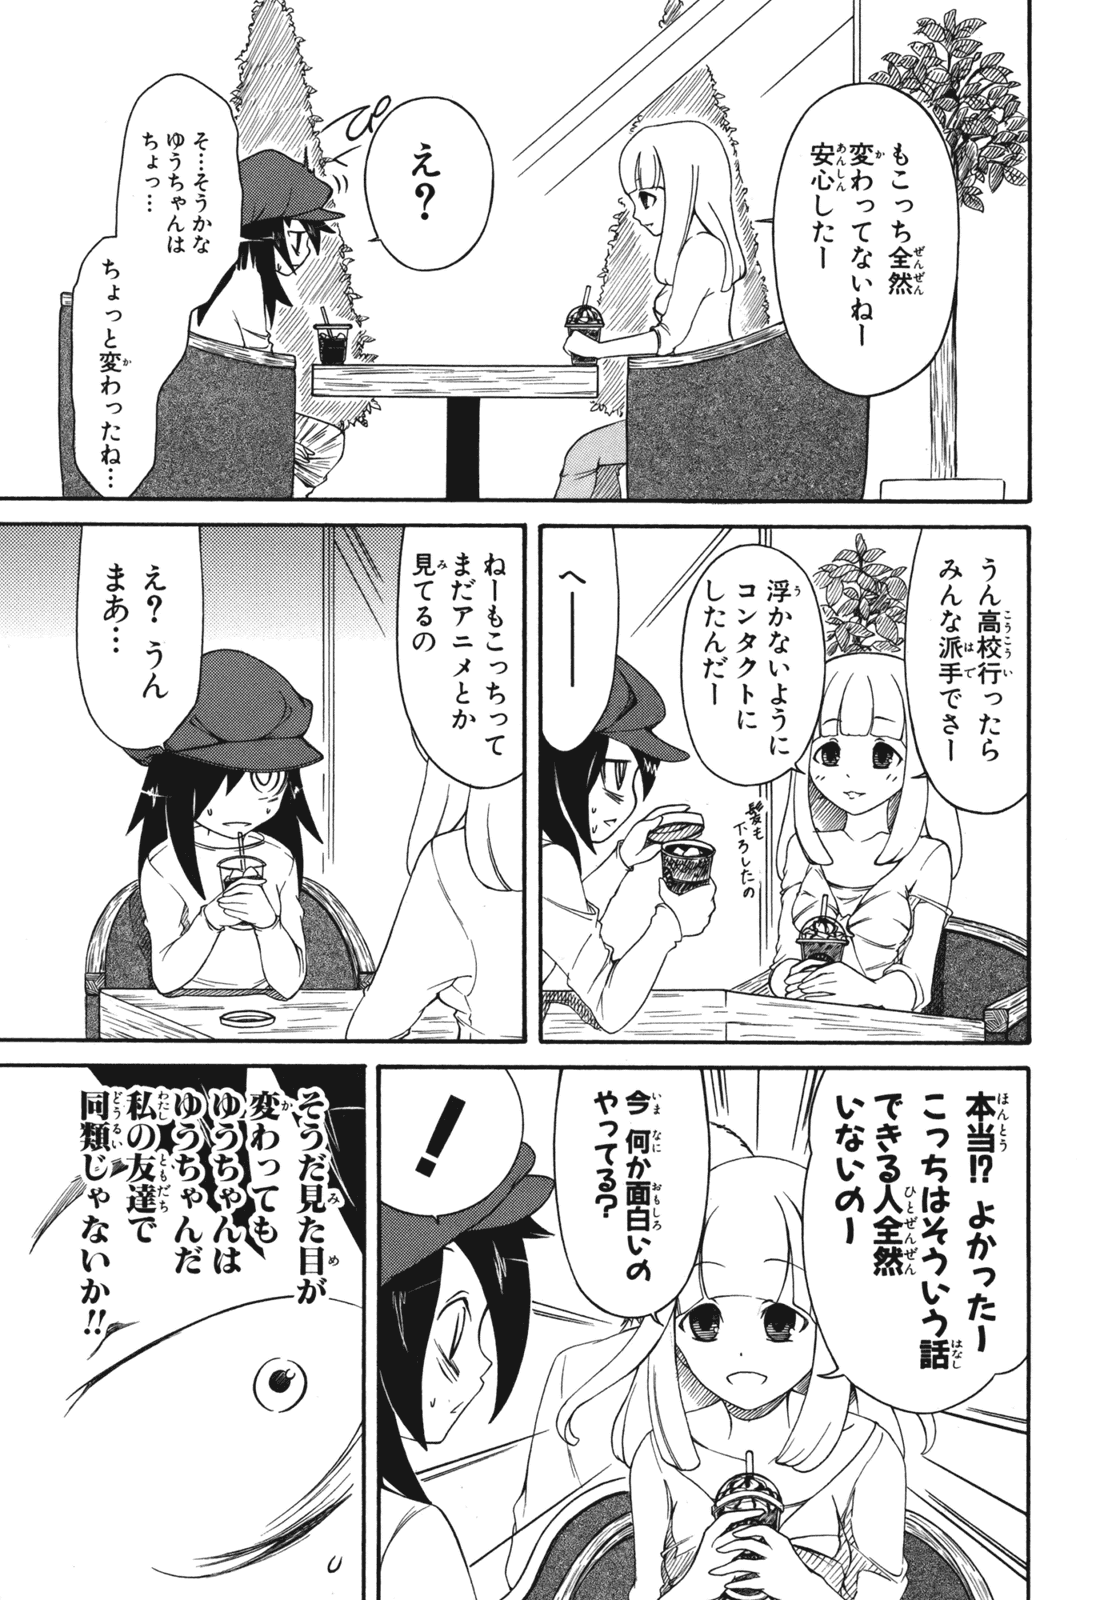 もこっち全然
変わってないねー
安心したー
え?
ぴ
そ…そうかな
ゆうちゃんは
ちょっ…
ちょっと変わったね…
うん高校行ったら
みんな派手でさー
浮かないように
コンタクトに
したんだー
髪も
下ろしたの
へーー
ねーもこっちって
まだアニメとか
見てるの
え?うん
まあ…
本当!?よかったー
こっちはそういう話
できる人全然
いないのー
今 何か面白いの
やってる?
!
そうだ見た目が
変わっても
ゆうちゃんは
ゆうちゃんだ
私の友達で
同類じゃないか!!